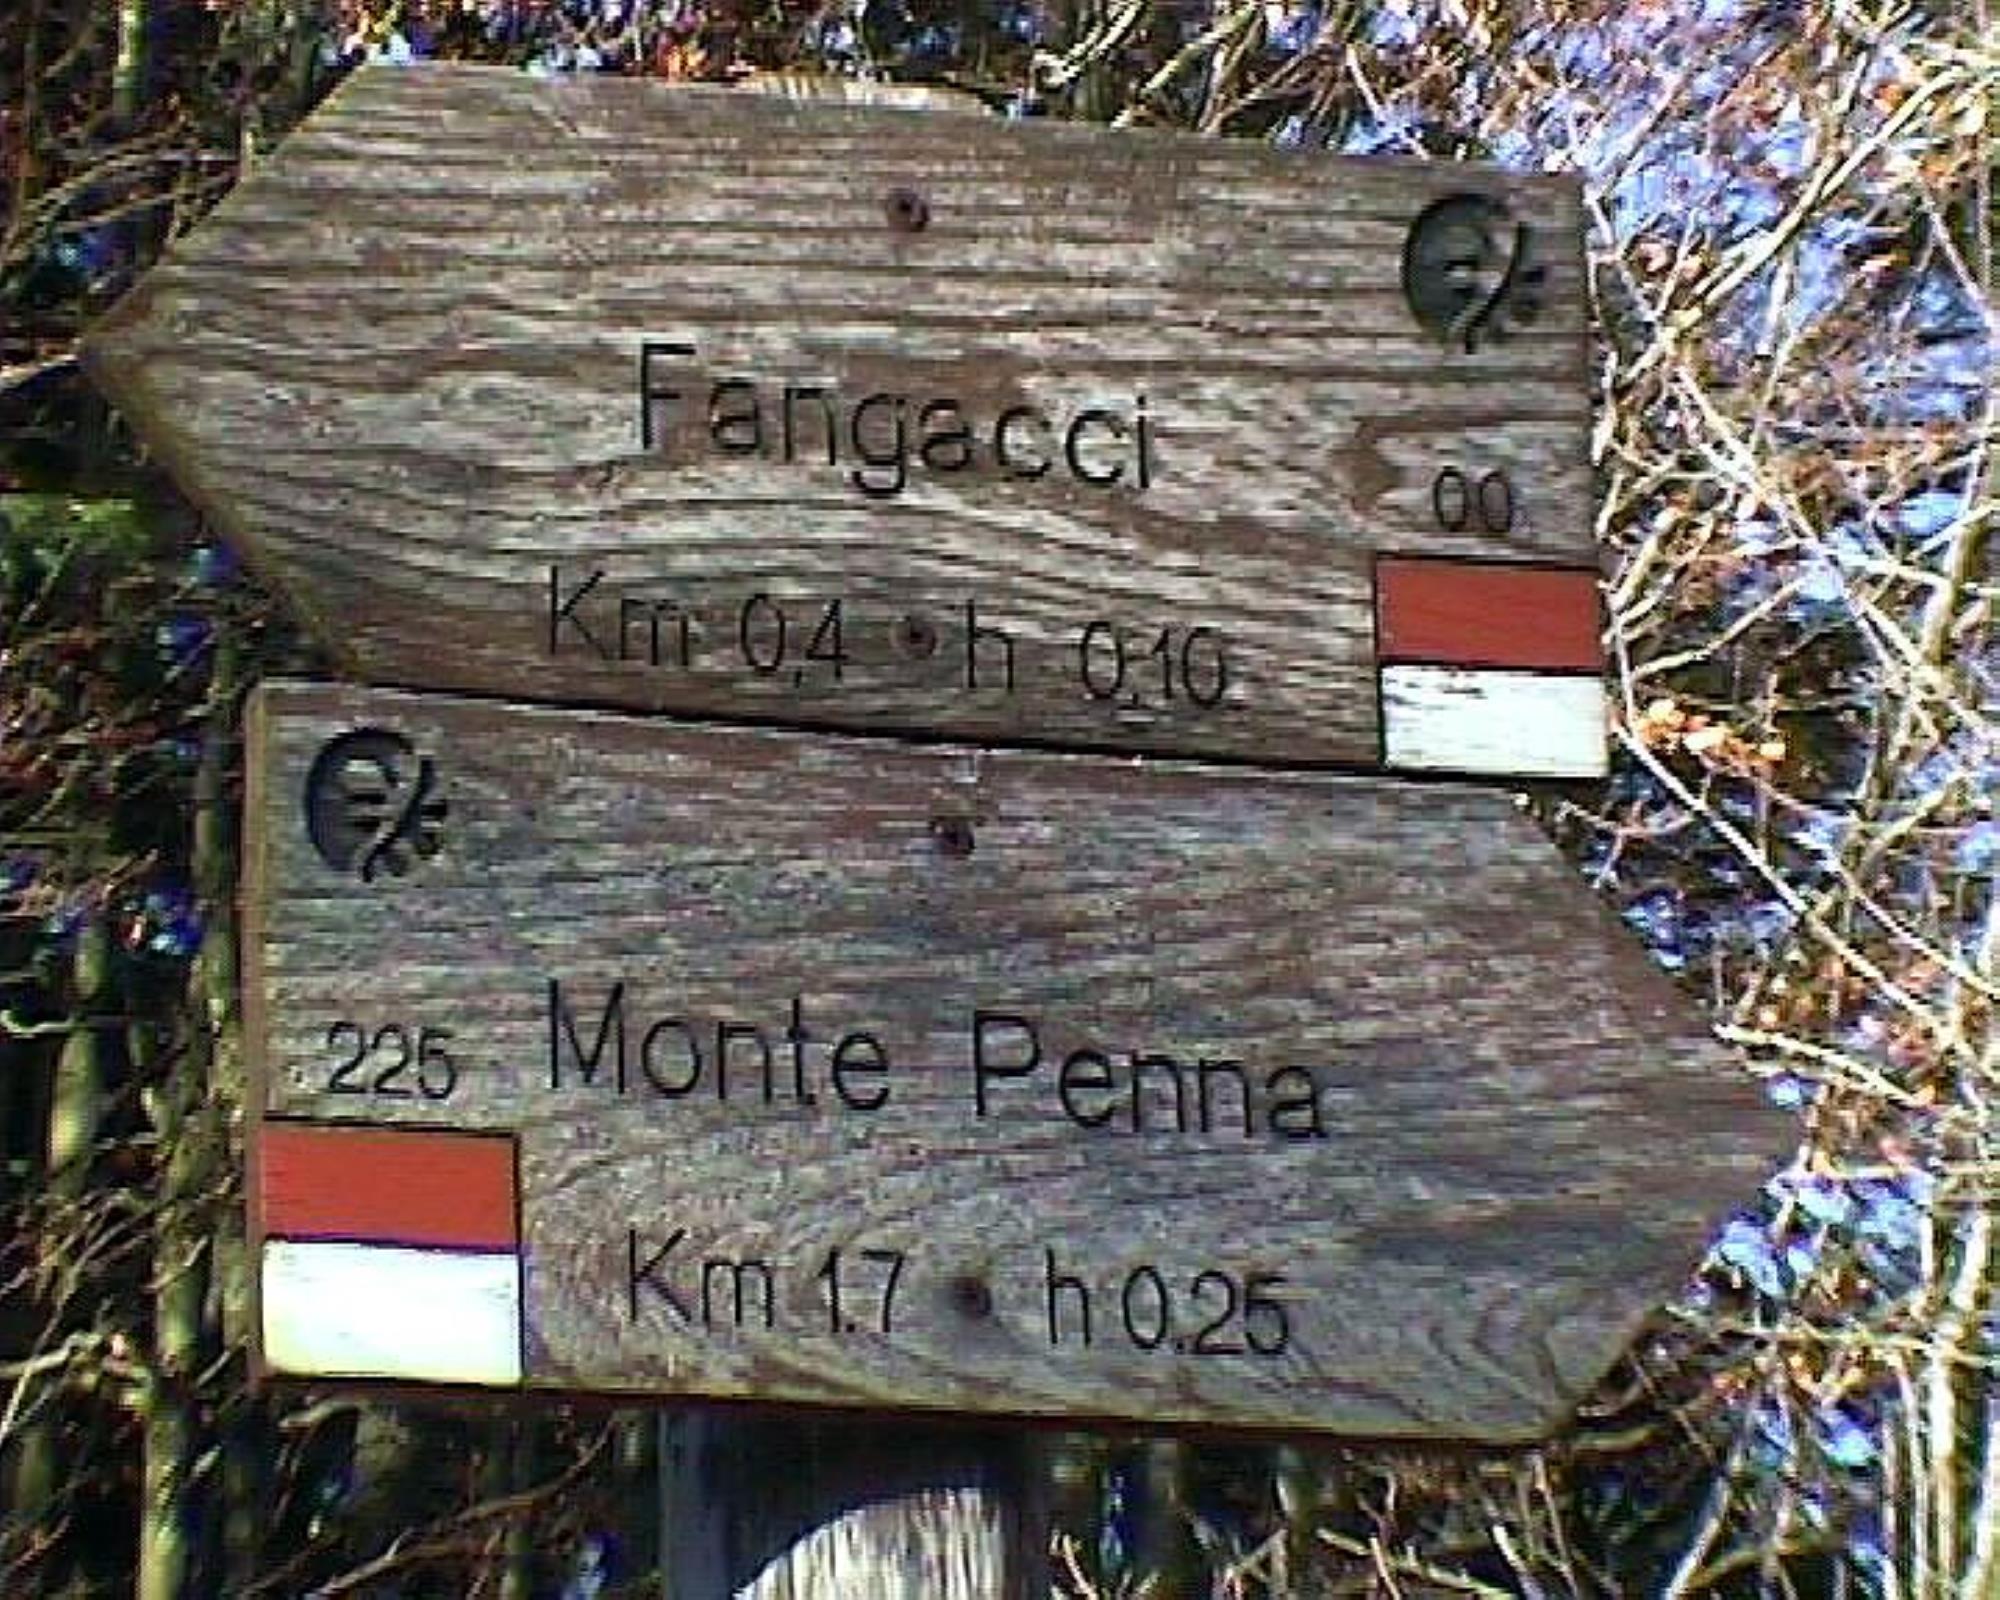 Fangacci
00
Km 0,4 h 0,10
225 Monte Penna
Km 1.7 h 0.25